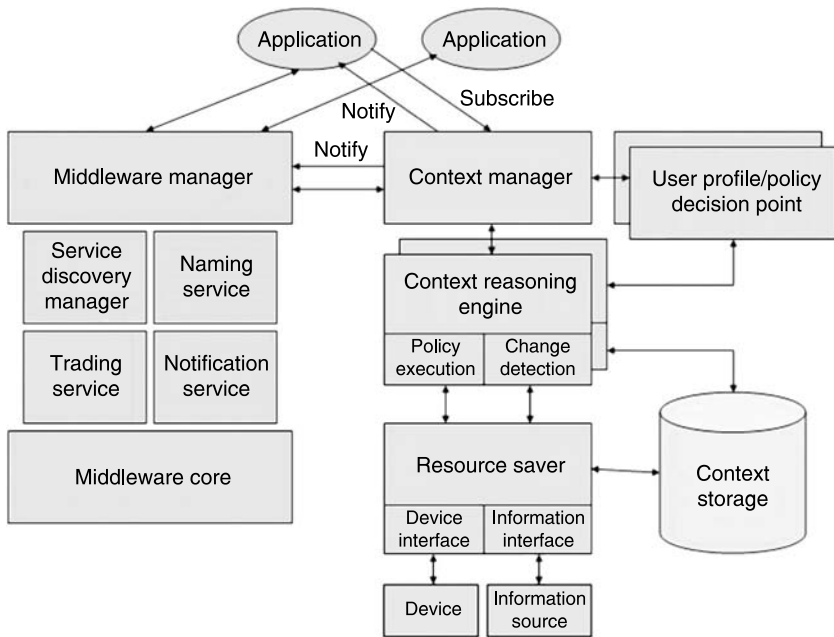 Application
Application
Subscribe
Notify
Notify
Middleware manager
Context manager
User profile/policy
decision point
Service
discovery
manager
Naming
service
Context reasoning
engine
Policy
execution
Change
detection
Trading
service
Notification
service
Middleware core
Resource saver
Context
storage
Device
interface
Information
interface
Device
Information
source